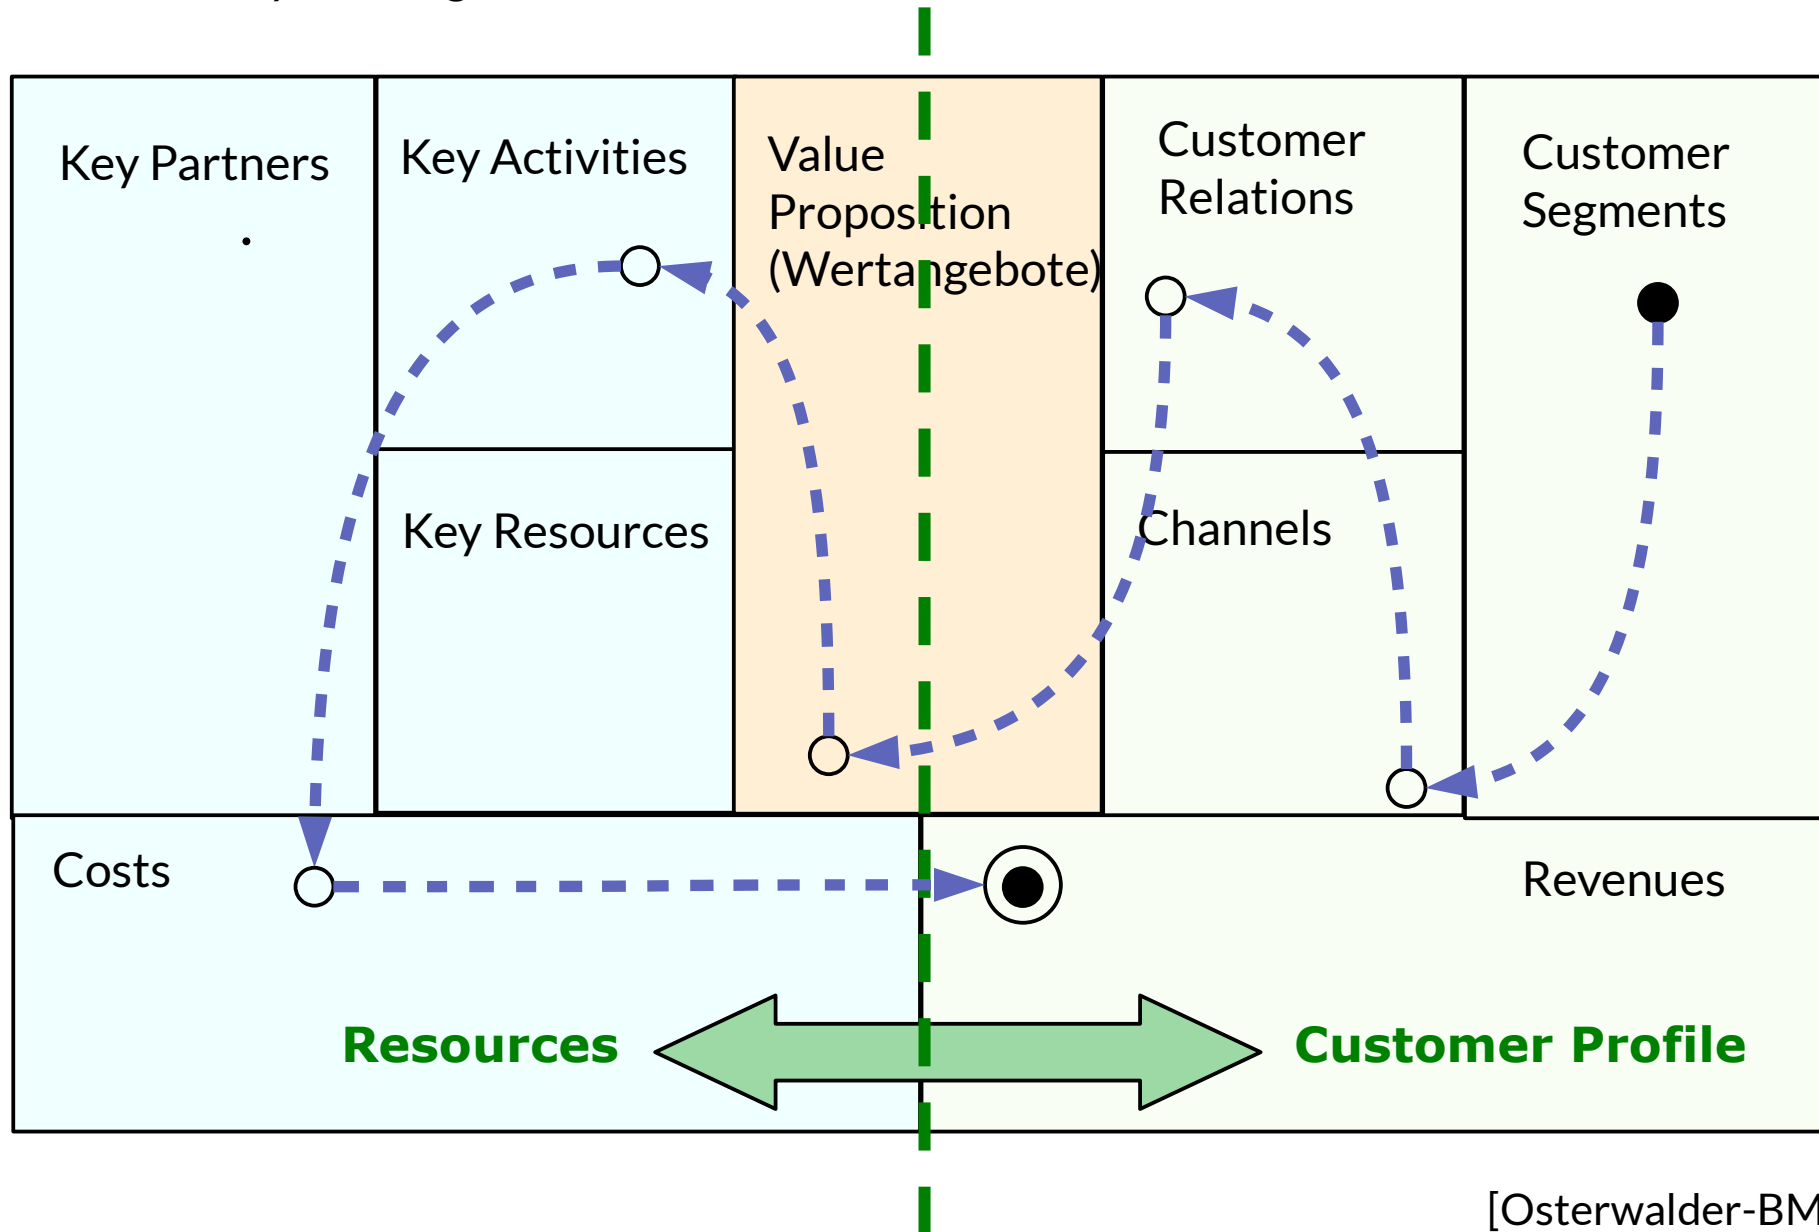 Key Partners
Key Activities
Value
Proposition
(Wertangebote)
Customer
Relations
Customer
Segments
Key Resources
Channels
Costs
Revenues
Resources
Customer Profile
[Osterwalder-BM